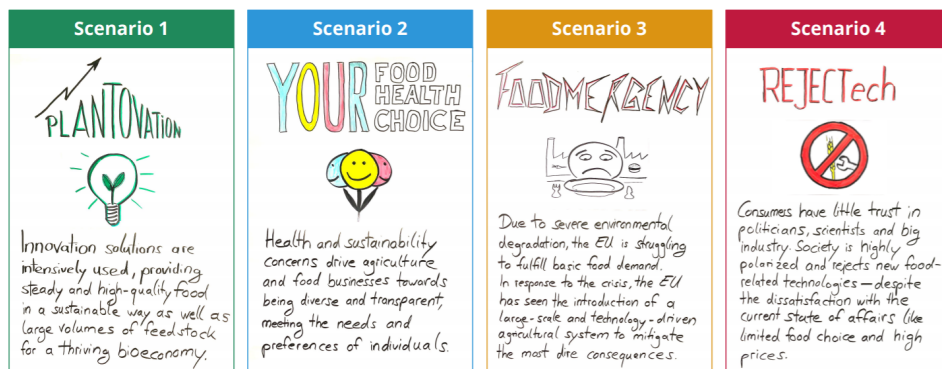 Scenario 1
PLANTOVATION
Innovation solutions are
intensively used, providing
steady and high-quality food
in a sustainable way as well as
large volumes of feedstock
for a thriving bioeconomy.
Scenario 2
YOUR FOOD
HEALTH
CHOICE
Health and sustainability
concerns drive agriculture
and food businesses towards
being diverse and transparent,
meeting the needs and
preferences of individuals.
Scenario 3
FOODMERGENCY
Due to severe environmental
degradation, the EU is struggling
to fulfill basic food demand.
In response to the crisis, the EU
has seen the introduction of a
large-scale and technology-driven
agricultural system to mitigate
the most dire consequences.
Scenario 4
REJECTech
Consumers have little trust in
politicians, scientists and big
industry. Society is highly
polarized and rejects new food-
related technologies — despite
the dissatisfaction with the
current state of affairs like
limited food choice and high
prices.